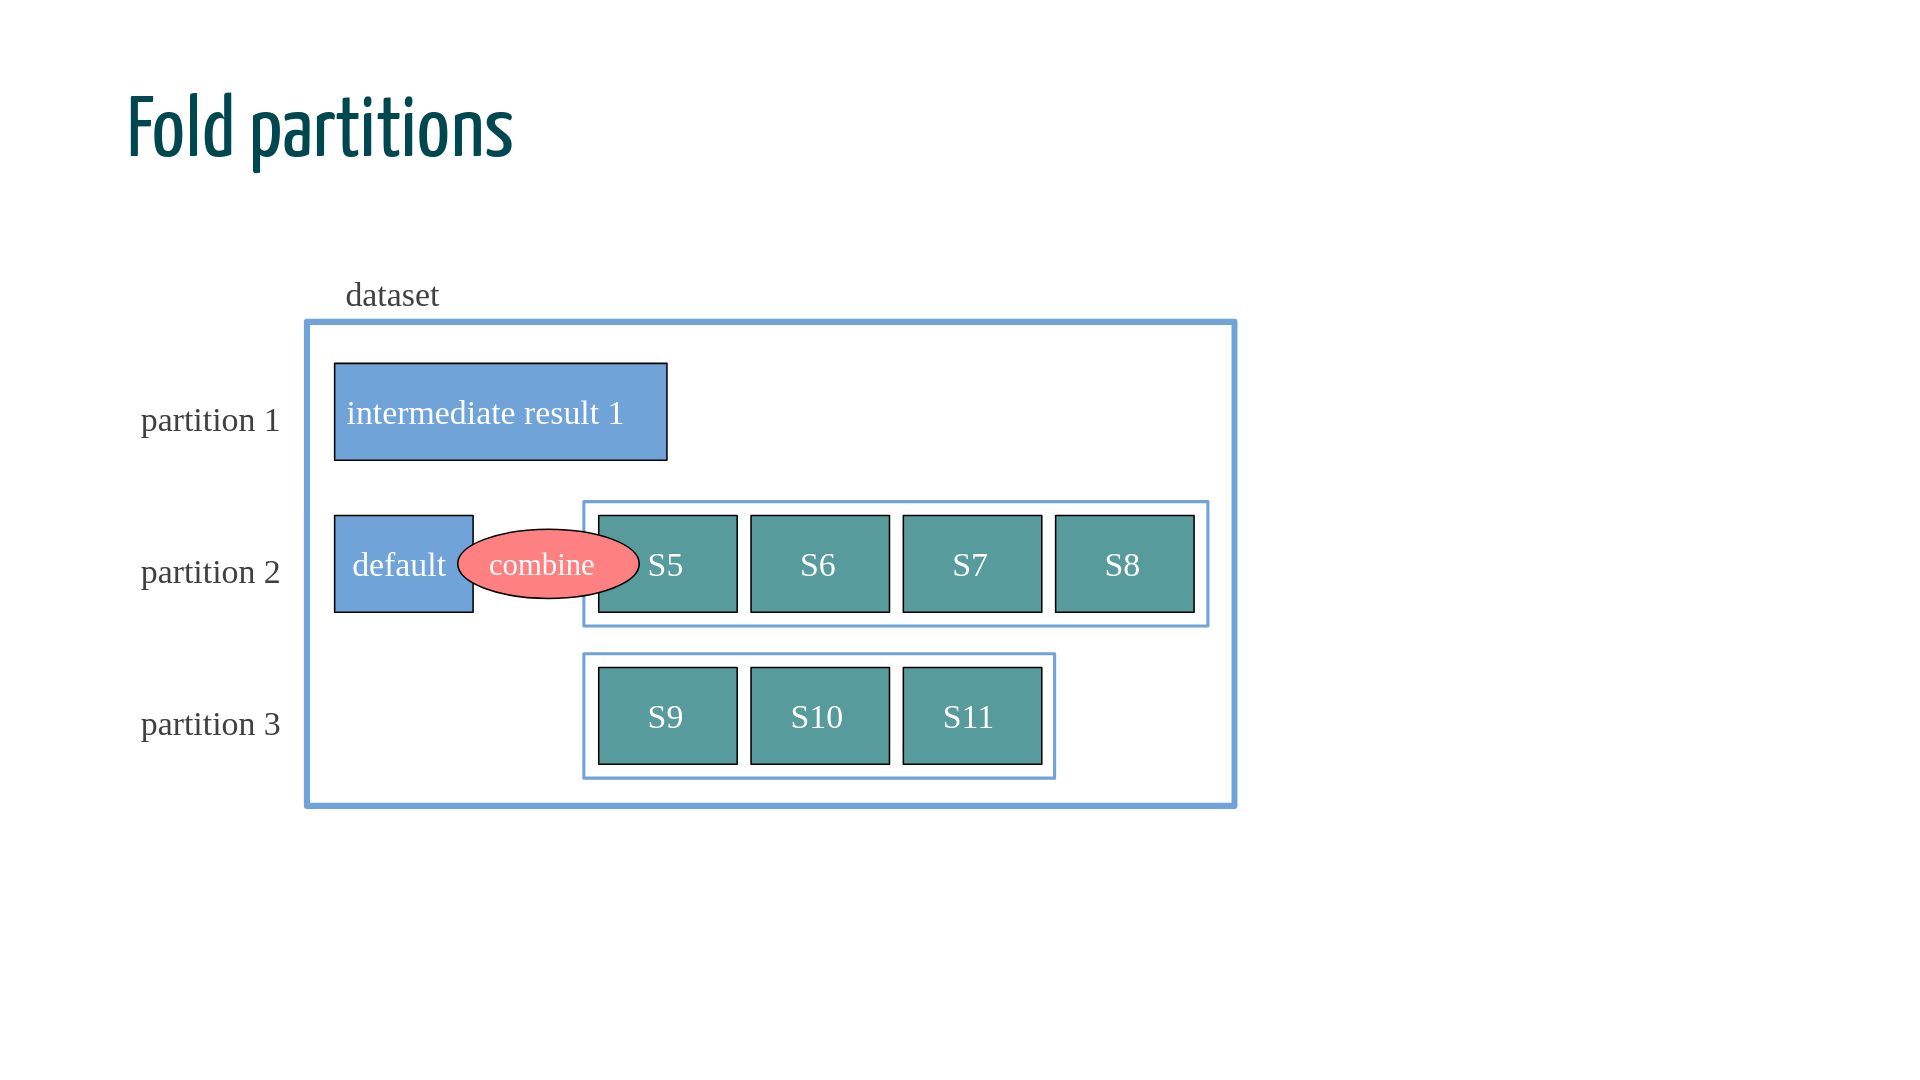 Fold partitions
dataset
partition 1
intermediate result 1
partition 2
default combine S5 S6 S7 S8
partition 3
S9 S10 S11